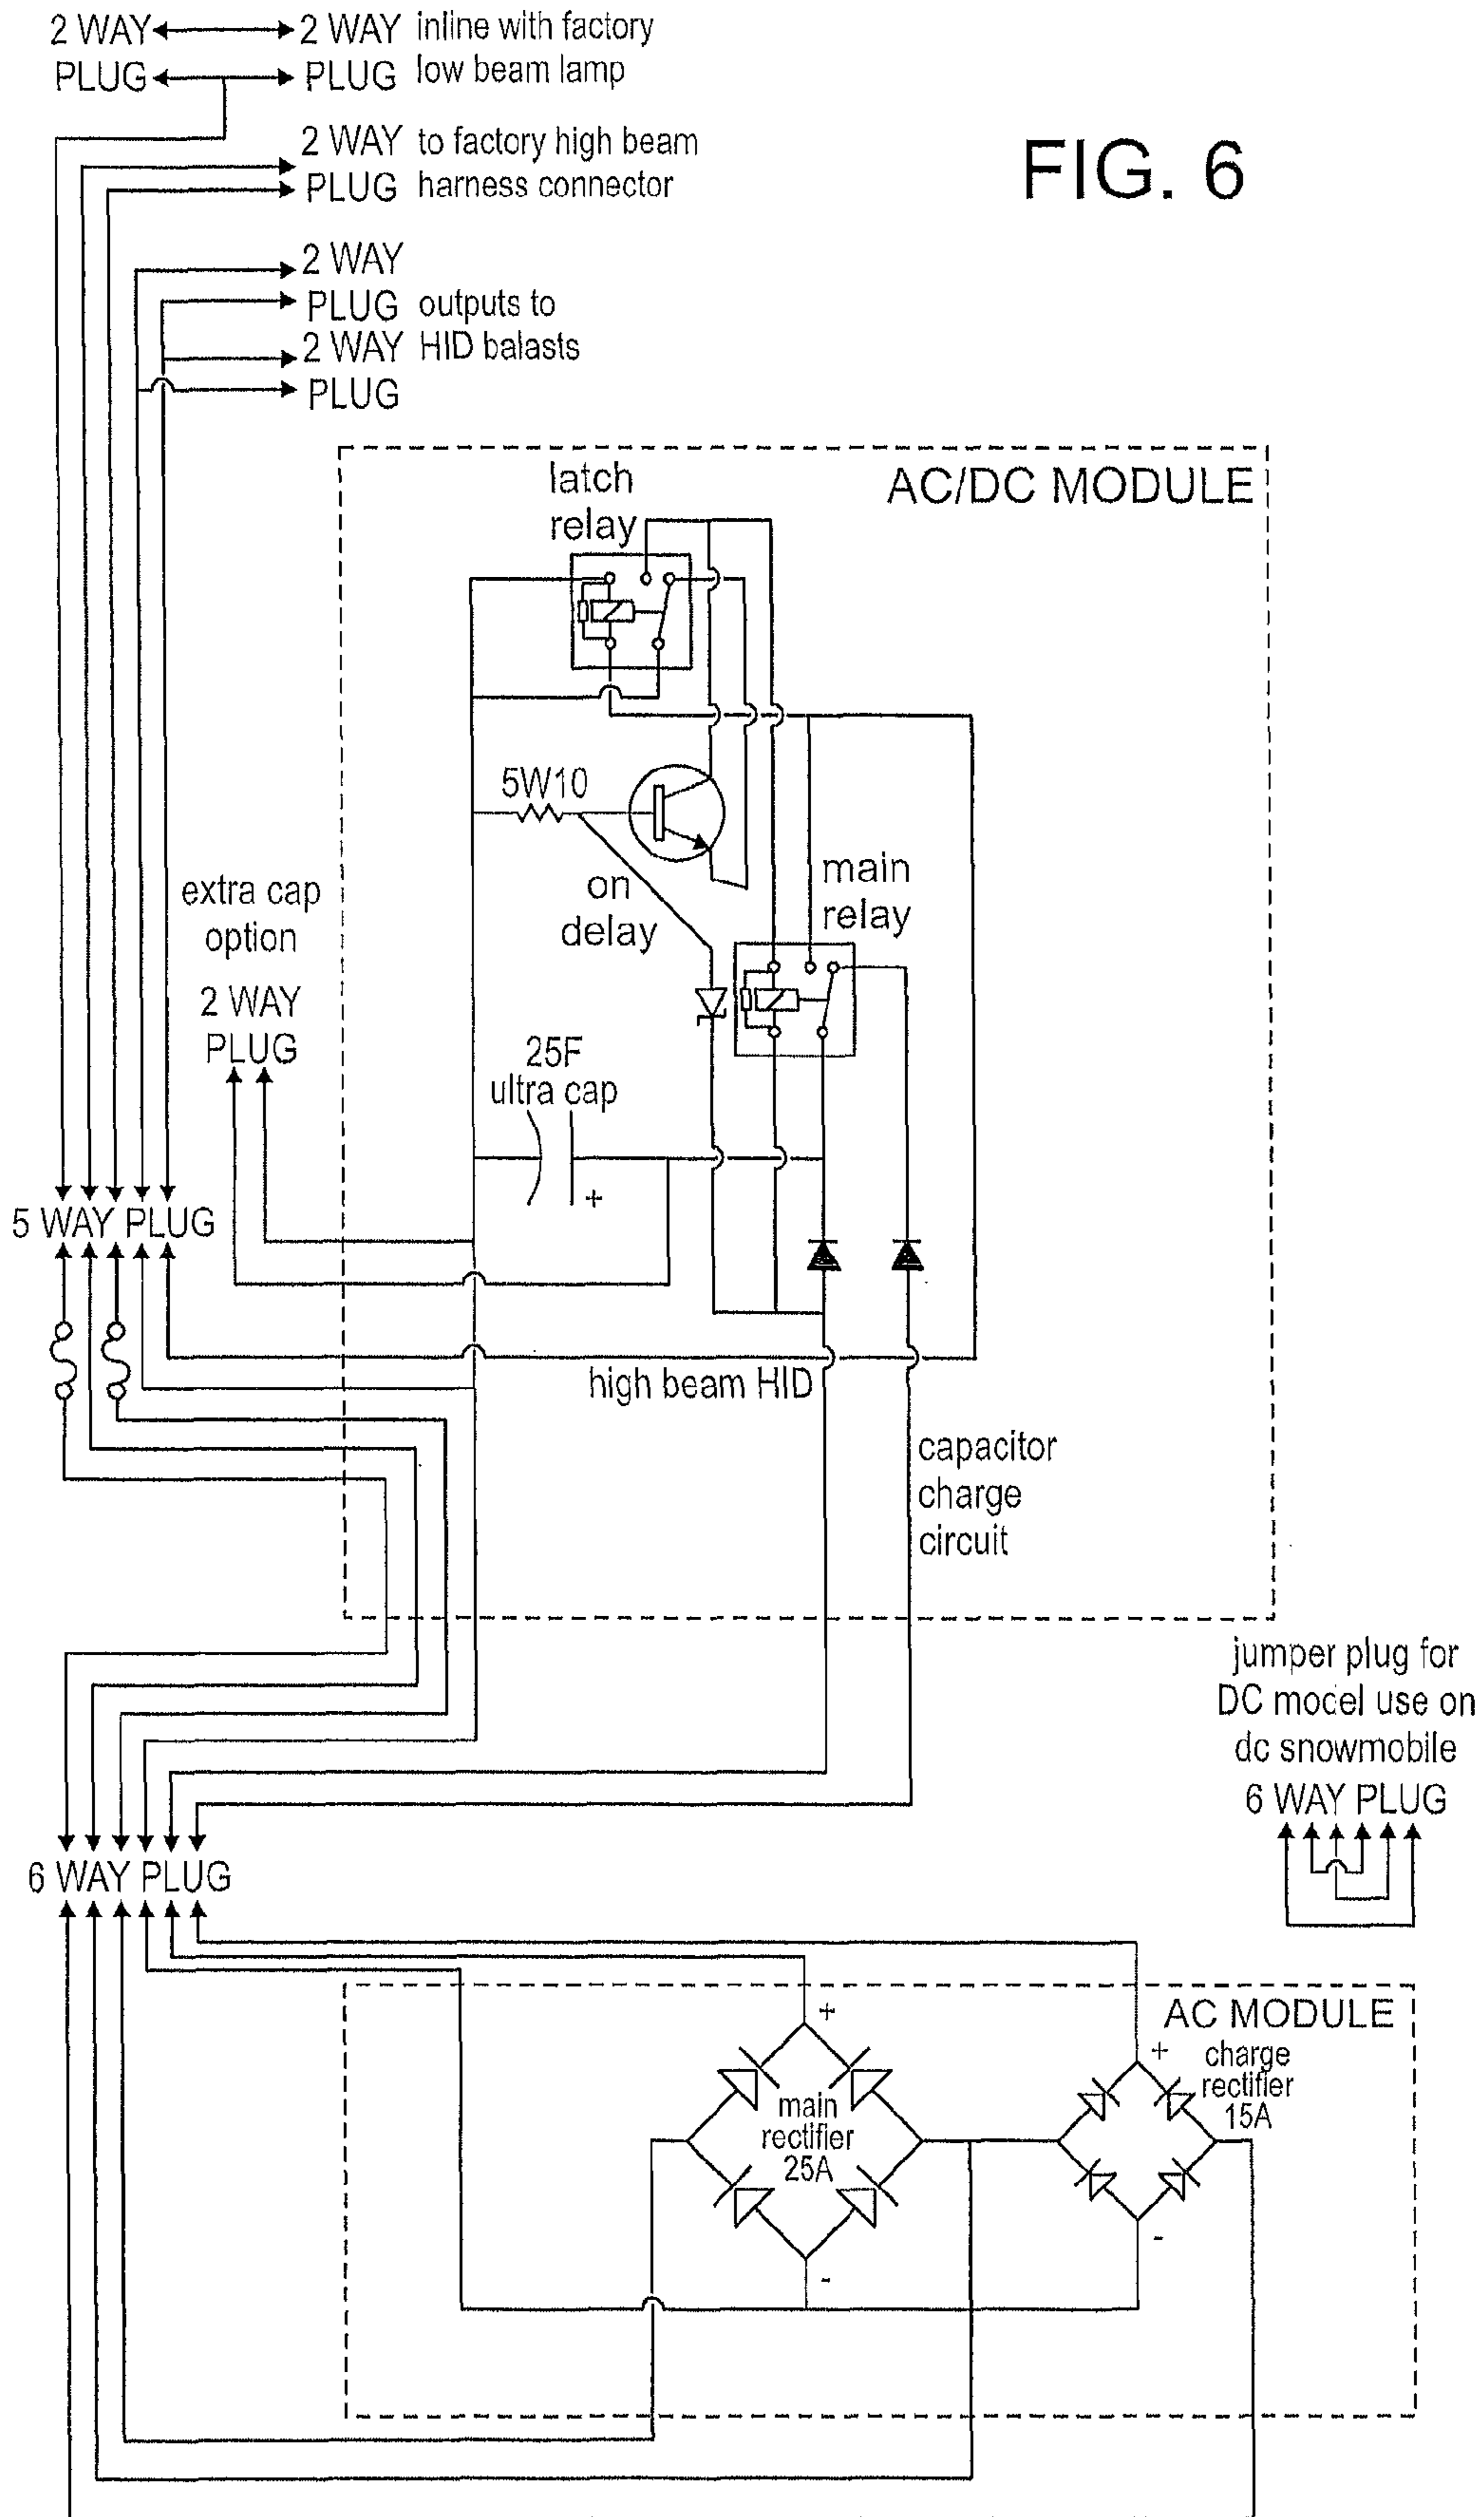 2 WAY 2 WAY inline with factory
PLUG PLUG low beam lamp
2 WAY to factory high beam
PLUG harness connector
FIG. 6
2 WAY
PLUG outputs to
2 WAY HID balasts
PLUG
AC/DC MODULE
latch
relay
5W10
on
delay
main
relay
extra cap
option
2 WAY
PLUG
25F
ultra cap
+
5 WAY PLUG
high beam HID
capacitor
charge
circuit
jumper plug for
DC model use on
dc snowmobile
6 WAY PLUG
6 WAY PLUG
AC MODULE
+
main
rectifier
25A
-
+
charge
rectifier
15A
-